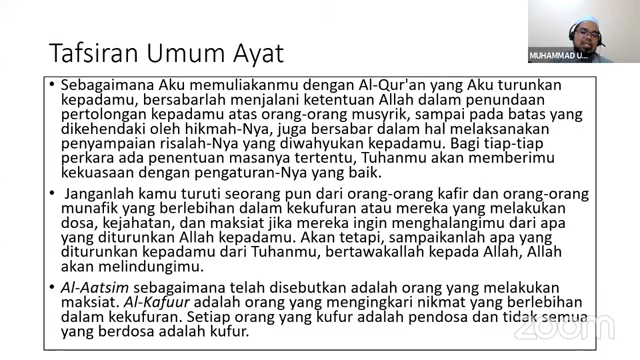 MUHAMMAD U...
Tafsiran Umum Ayat
• Sebagaimana Aku memuliakanmu dengan Al-Qur'an yang Aku turunkan
kepadamu, bersabarlah menjalani ketentuan Allah dalam penundaan
pertolongan kepadamu atas orang-orang musyrik, sampai pada batas yang
dikehendaki oleh hikmah-Nya, juga bersabar dalam hal melaksanakan
penyampaian risalah-Nya yang diwahyukan kepadamu. Bagi tiap-tiap
perkara ada penentuan masanya tertentu, Tuhanmu akan memberimu
kekuasaan dengan pengaturan-Nya yang baik.
• Janganlah kamu turuti seorang pun dari orang-orang kafir dan orang-orang
munafik yang berlebihan dalam kekufuran atau mereka yang melakukan
dosa, kejahatan, dan maksiat jika mereka ingin menghalangimu dari apa
yang diturunkan Allah kepadamu. Akan tetapi, sampaikanlah apa yang
diturunkan kepadamu dari Tuhanmu, bertawakallah kepada Allah, Allah
akan melindungimu.
• Al-Aatsim sebagaimana telah disebutkan adalah orang yang melakukan
maksiat. Al-Kafuur adalah orang yang mengingkari nikmat yang berlebihan
dalam kekufuran. Setiap orang yang kufur adalah pendosa dan tidak semua
yang berdosa adalah kufur.
zoom